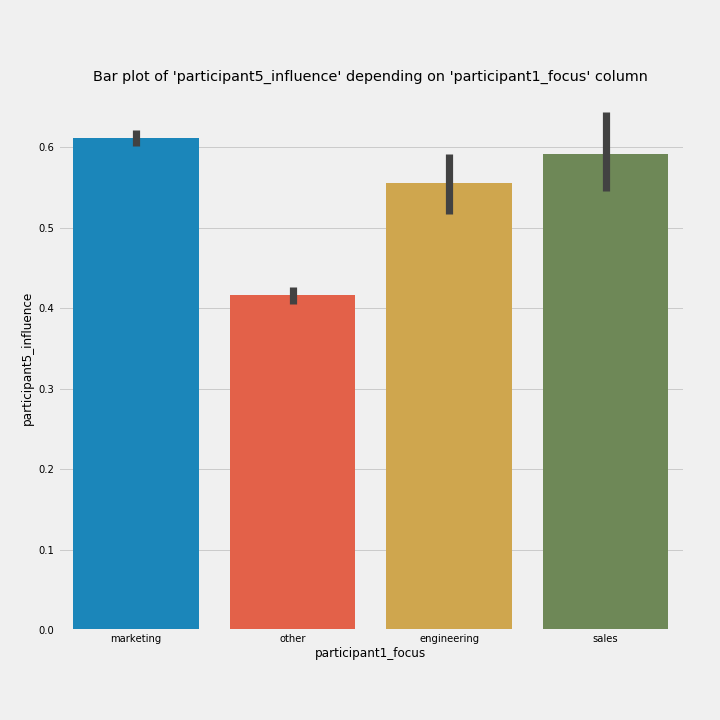 Bar plot of 'participant5_influence' depending on 'participant1_focus' column
participant5_influence
0.6
0.5
0.4
0.3
0.2
0.1
0.0
marketing other engineering sales
participant1_focus